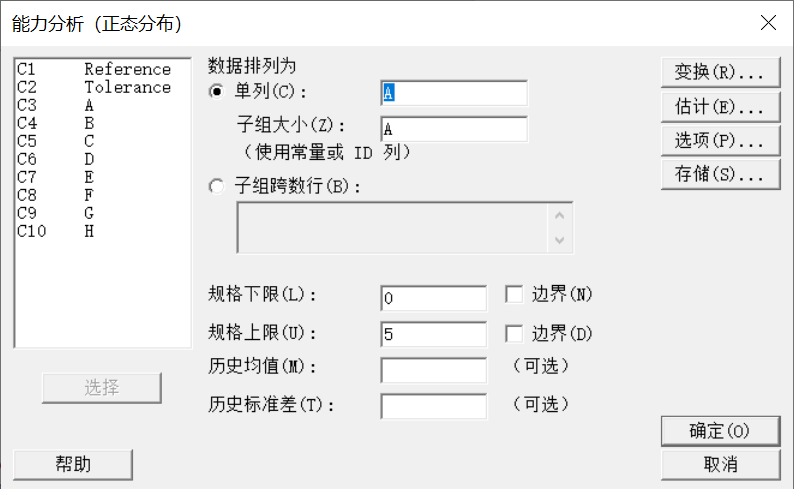 能力分析（正态分布）
C1 Reference
C2 Tolerance
C3 A
C4 B
C5 C
C6 D
C7 E
C8 F
C9 G
C10 H
选择
帮助
数据排列为
单列(C)： A
子组大小(Z)： A
（使用常量或 ID 列）
子组跨数行(B)：
规格下限(L)： 0 边界(N)
规格上限(U)： 5 边界(D)
历史均值(M)： （可选）
历史标准差(T)： （可选）
变换(R)...
估计(E)...
选项(P)...
存储(S)...
确定(O)
取消